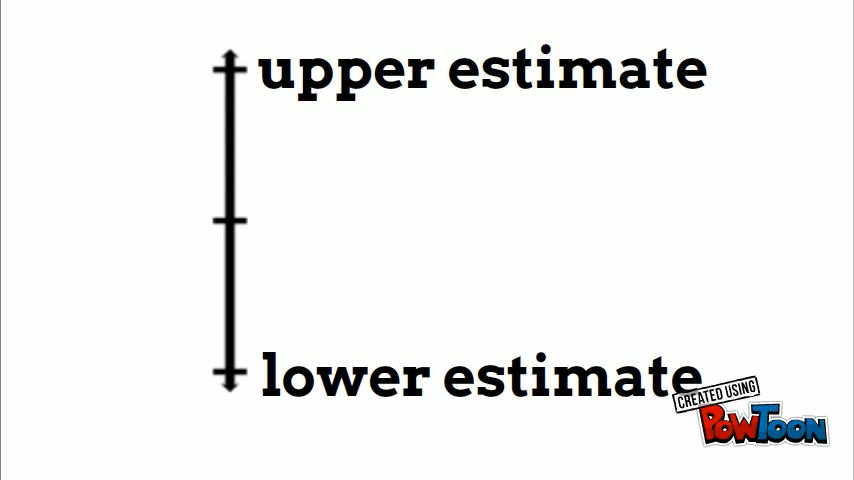 upper estimate
lower estimate
CREATED USING
POWTOON